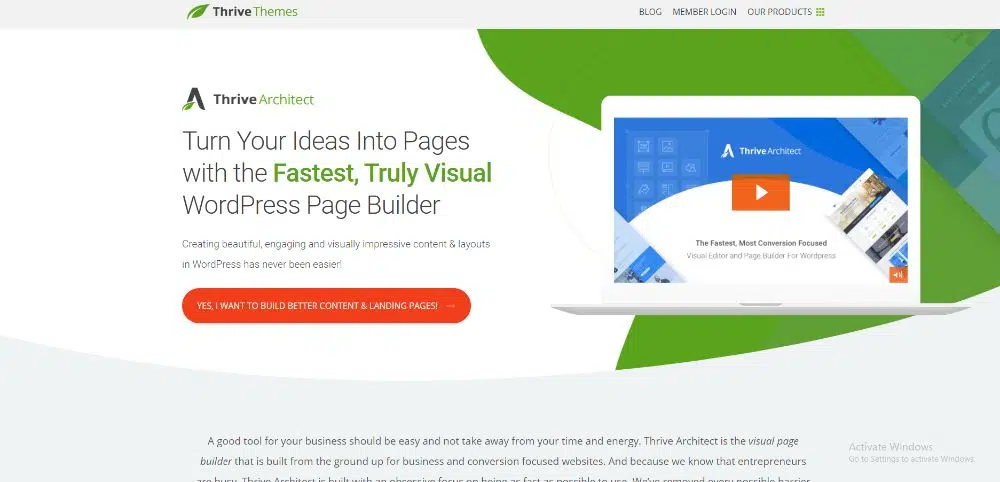 Thrive Themes
BLOG MEMBER LOGIN OUR PRODUCTS
Thrive Architect
Turn Your Ideas Into Pages
with the Fastest, Truly Visual
WordPress Page Builder
Creating beautiful, engaging and visually impressive content & layouts
in WordPress has never been easier!
YES, I WANT TO BUILD BETTER CONTENT & LANDING PAGES! →
Thrive Architect
The Fastest, Most Conversion Focused
Visual Editor and Page Builder For Wordpress
A good tool for your business should be easy and not take away from your time and energy. Thrive Architect is the visual page
builder that is built from the ground up for business and conversion focused websites. And because we know that entrepreneurs
are busy, Thrive Architect is built with an obsessive focus on being as fast as possible to use. We've removed every possible barrier
Activate Windows
Go to Settings to activate Windows.